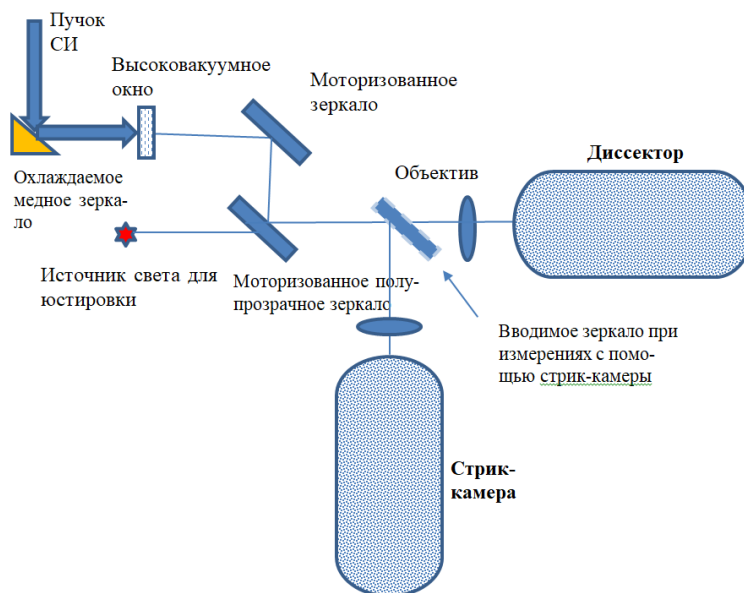 Пучок
СИ
Высоковакуумное
окно
Моторизованное
зеркало
Объектив
Диссектор
Охлаждаемое
медное зерка-
ло
Источник света для
юстировки
Моторизованное полу-
прозрачное зеркало
Вводимое зеркало при
измерениях с помо-
щью стрик-камеры
Стрик-
камера